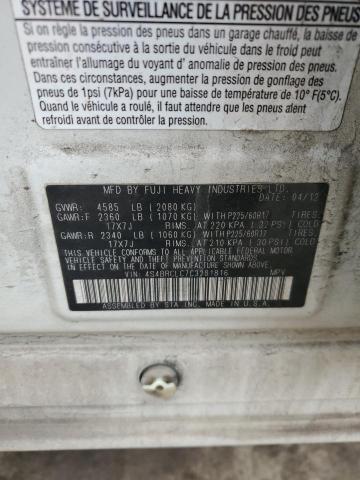 SYSTÈME DE SURVEILLANCE DE LA PRESSION DES PNEUS
Si on règle la pression des pneus dans un garage chauffé, la baisse de
pression consécutive à la sortie du véhicule dans le froid peut
entraîner l'allumage du voyant d' anomalie de pression des pneus.
Dans ces circonstances, augmenter la pression de gonflage des
pneus de 1psi (7kPa) pour une baisse de température de 10° F(5°C).
Quand le véhicule a roulé, il faut attendre que les pneus refroidissent
avant de contrôler la pression.
MFD BY FUJI HEAVY INDUSTRIES LTD.
DATE: 04/12
GVWR: 4585 LB (2080 KG)
GAWR:F 2360 LB (1070 KG) WITH P225/60R17
17X7J RIMS, AT 220 KPA (32 PSI) COLD
GAWR:R 2340 LB (1060 KG) WITH P225/60R17
17X7J RIMS, AT 210 KPA (30 PSI) COLD
THIS VEHICLE CONFORMS TO ALL APPLICABLE FEDERAL MOTOR
VEHICLE SAFETY STANDARDS IN EFFECT ON THE DATE OF
MANUFACTURE SHOWN ABOVE.
VIN: 4S4BRCLC7C3281816 MPV
ASSEMBLED BY SIA INC. MADE IN U.S.A.